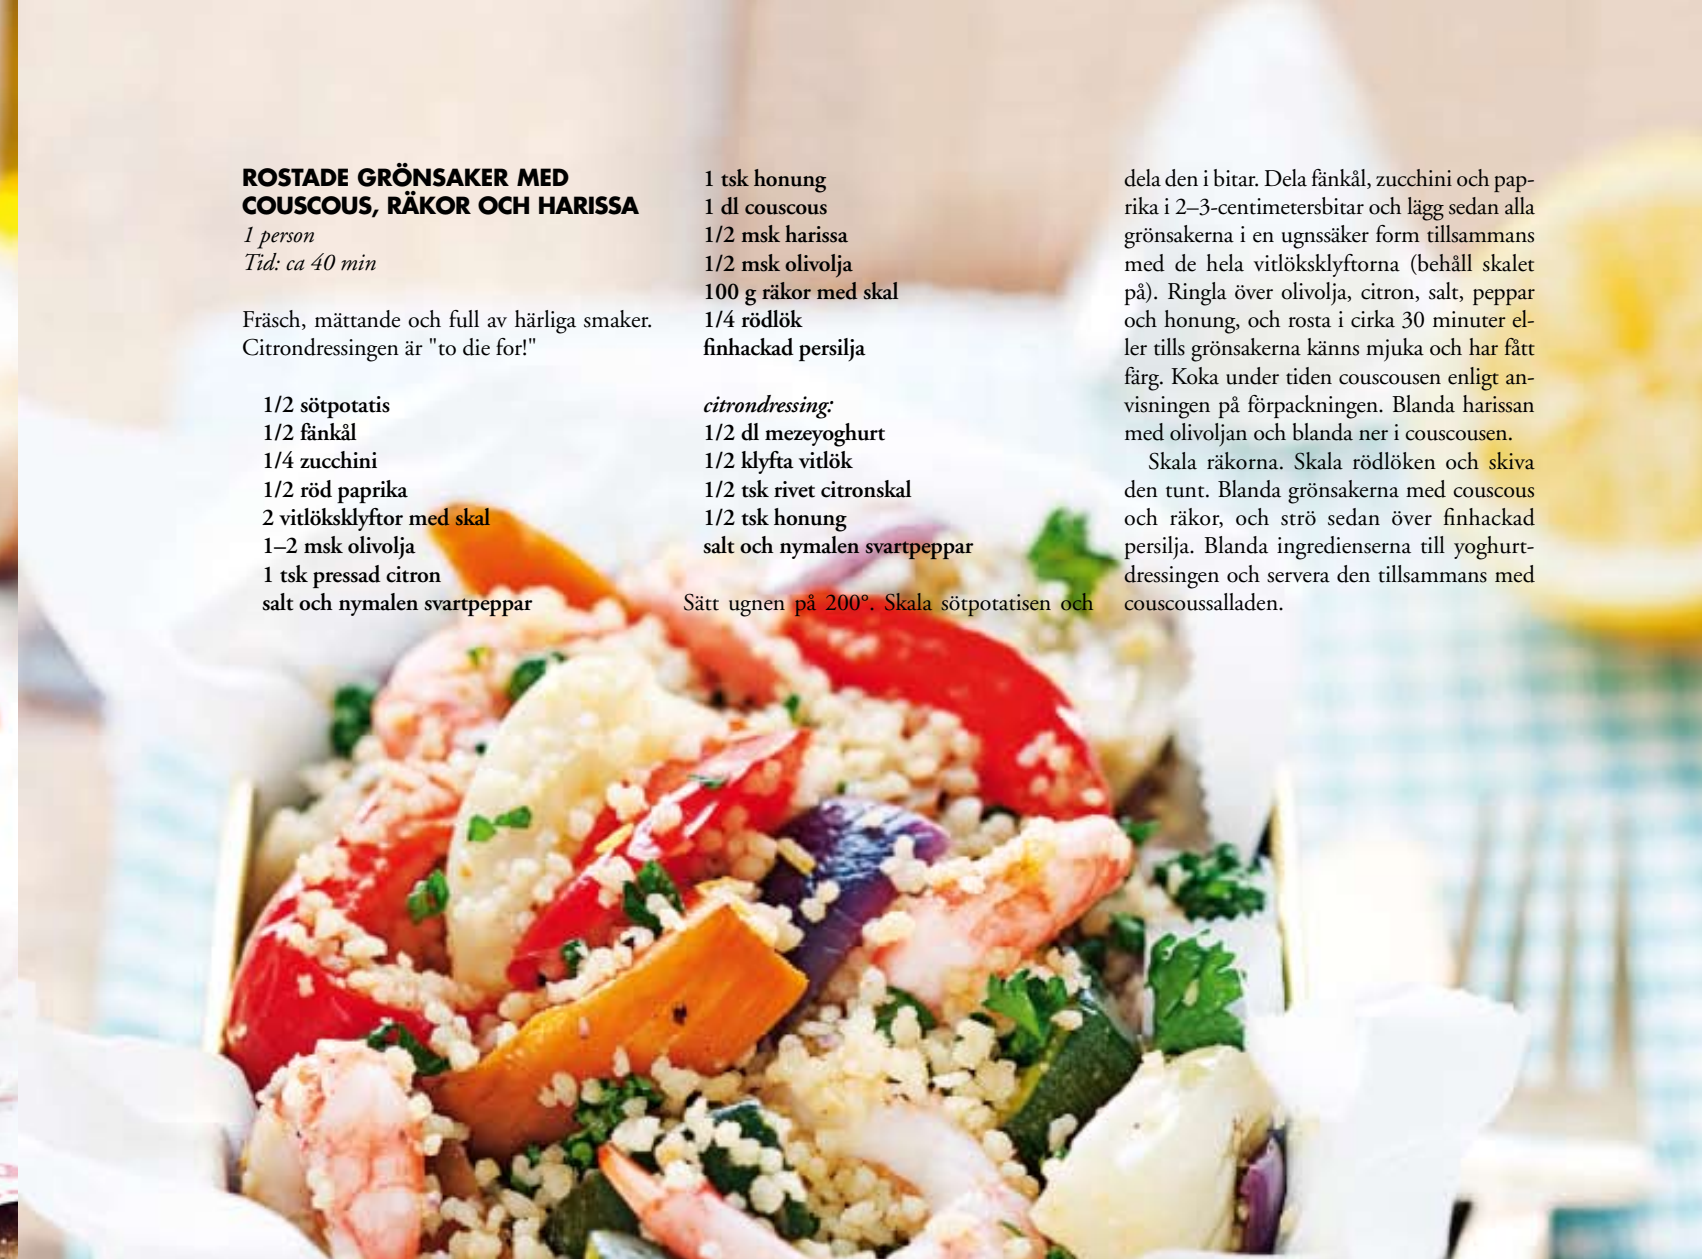 ROSTADE GRÖNSAKER MED
COUSCOUS, RÄKOR OCH HARISSA
1 person
Tid: ca 40 min
Fräsch, mättande och full av härliga smaker.
Citrondressingen är "to die for!"
1/2 sötpotatis
1/2 fänkål
1/4 zucchini
1/2 röd paprika
2 vitlöksklyftor med skal
1–2 msk olivolja
1 tsk pressad citron
salt och nymalen svartpeppar
1 tsk honung
1 dl couscous
1/2 msk harissa
1/2 msk olivolja
100 g räkor med skal
1/4 rödlök
finhackad persilja
citrondressing:
1/2 dl mezeyoghurt
1/2 klyfta vitlök
1/2 tsk rivet citronskal
1/2 tsk honung
salt och nymalen svartpeppar
Sätt ugnen på 200°. Skala sötpotatisen och
dela den i bitar. Dela fänkål, zucchini och pap-
rika i 2–3-centimetersbitar och lägg sedan alla
grönsakerna i en ugnssäker form tillsammans
med de hela vitlöksklyftorna (behåll skalet
på). Ringla över olivolja, citron, salt, peppar
och honung, och rosta i cirka 30 minuter el-
ler tills grönsakerna känns mjuka och har fått
färg. Koka under tiden couscousen enligt an-
visningen på förpackningen. Blanda harissan
med olivoljan och blanda ner i couscousen.
Skala räkorna. Skala rödlöken och skiva
den tunt. Blanda grönsakerna med couscous
och räkor, och strö sedan över finhackad
persilja. Blanda ingredienserna till yoghurt-
dressingen och servera den tillsammans med
couscoussalladen.